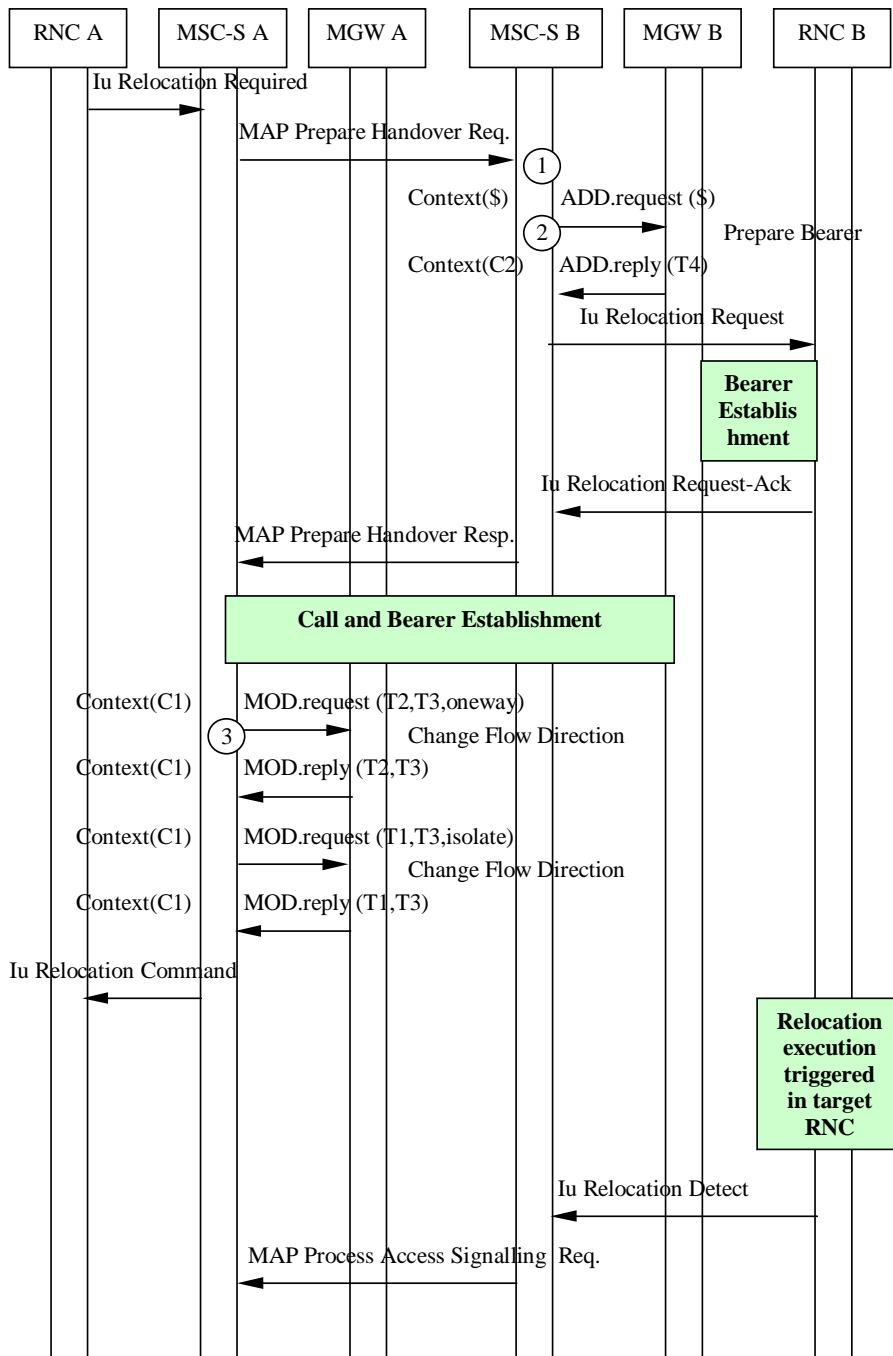 RNC A MSC-S A MGW A MSC-S B MGW B RNC B
Iu Relocation Required
MAP Prepare Handover Req.
1
Context($) ADD.request ($)
2 Prepare Bearer
Context(C2) ADD.reply (T4)
Iu Relocation Request
Bearer
Establis
hment
Iu Relocation Request-Ack
MAP Prepare Handover Resp.
Call and Bearer Establishment
Context(C1) MOD.request (T2,T3,oneway)
3 Change Flow Direction
Context(C1) MOD.reply (T2,T3)
Context(C1) MOD.request (T1,T3,isolate)
Change Flow Direction
Context(C1) MOD.reply (T1,T3)
Iu Relocation Command
Relocation
execution
triggered
in target
RNC
Iu Relocation Detect
MAP Process Access Signalling Req.